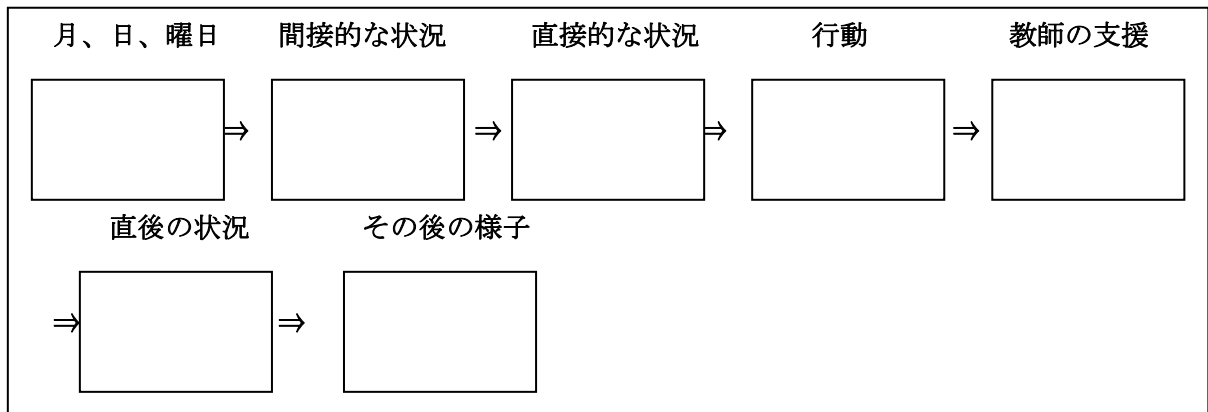 月、日、曜日 間接的な状況 直接的な状況 行動 教師の支援
⇒ ⇒ ⇒ ⇒
直後の状況 その後の様子
⇒ ⇒